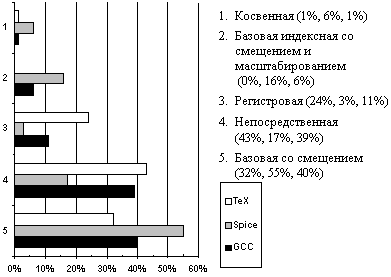 1
2
3
4
5
0%
10%
20%
30%
40%
50%
60%
1. Косвенная (1%, 6%, 1%)
2. Базовая индексная со
смещением и
масштабированием
(0%, 16%, 6%)
3. Регистровая (24%, 3%, 11%)
4. Непосредственная
(43%, 17%, 39%)
5. Базовая со смещением
(32%, 55%, 40%)
TeX
Spice
GCC